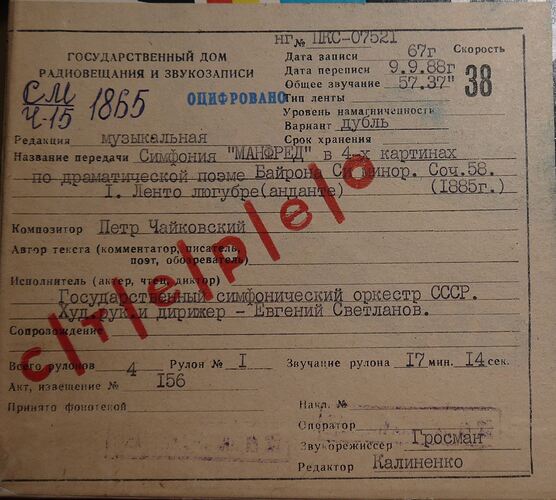 нг№ ПКС-07521
ГОСУДАРСТВЕННЫЙ ДОМ
РАДИОВЕЩАНИЯ И ЗВУКОЗАПИСИ
Дата записи 67г Скорость
Дата переписи 9.9.88г 38
Общее звучание 57.37"
СМ
Ч-15 1865
ОЦИФРОВАНО
Тип ленты
Уровень намагниченности
Вариант дубль
Срок хранения
Редакция музыкальная
Название передачи Симфония "МАНФРЕД" в 4-х картинах
по драматической поэме Байрона Си минор. Соч.58.
I. Ленто люгубре(анданте) (1885г.)
Композитор Петр Чайковский
Автор текста (комментатор, писатель,
поэт, обозреватель)
с/т/е/р/е/о
Исполнитель (актер, чтец, диктор)
Государственный симфонический оркестр СССР.
Худ.рук.и дирижер - Евгений Светланов.
Сопровождение
Всего рулонов 4 Рулон № I Звучание рулона 17 мин. 14 сек.
Акт, извещение № 156
Принято фонотекой
Накл. №
Оператор
Звукорежиссер Гросман
Редактор Калиненко